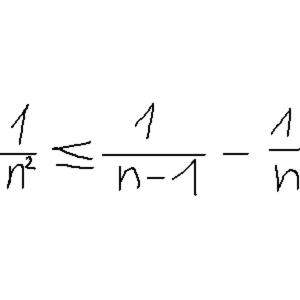 1/n² ≤ 1/(n-1) - 1/n